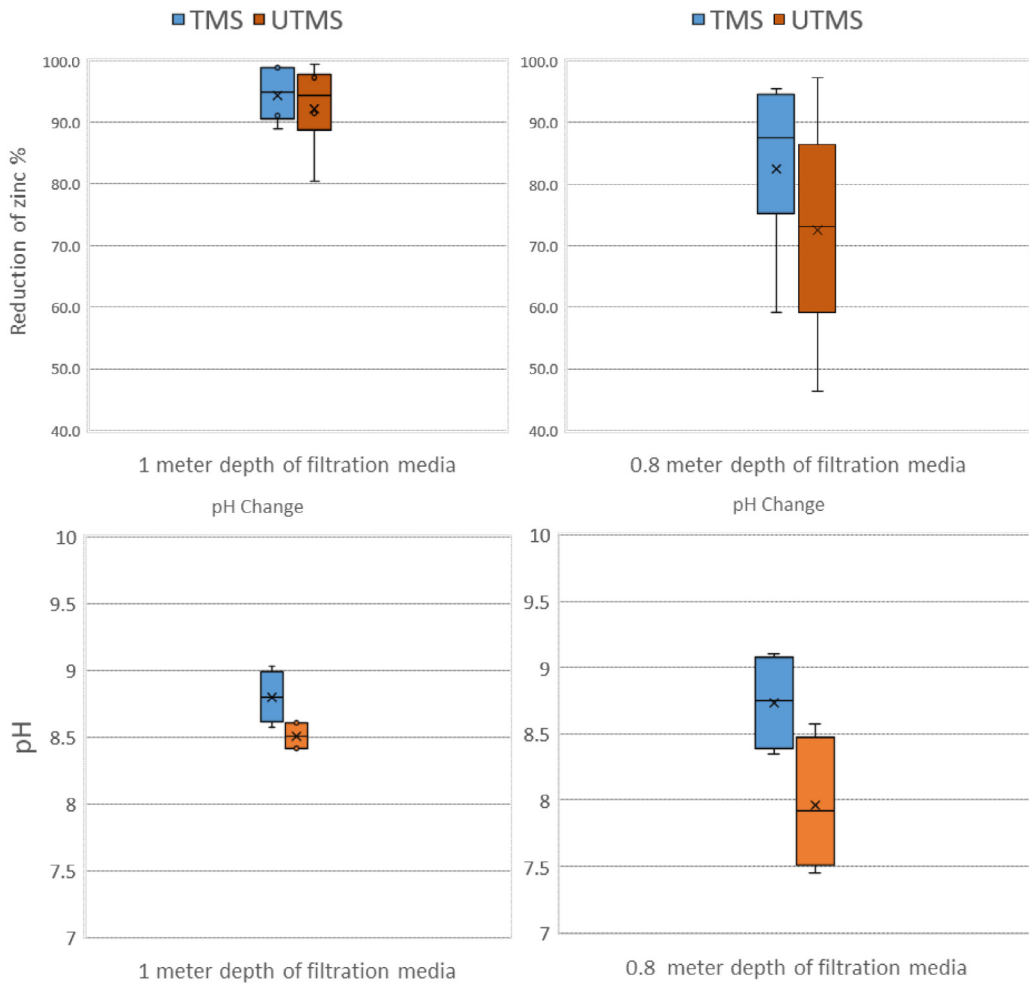 TMS UTMS
TMS UTMS
100.0
90.0
80.0
70.0
60.0
50.0
40.0
Reduction of zinc %
1 meter depth of filtration media
100.0
90.0
80.0
70.0
60.0
50.0
40.0
0.8 meter depth of filtration media
pH Change
10
9.5
9
8.5
8
7.5
7
pH
1 meter depth of filtration media
pH Change
10
9.5
9
8.5
8
7.5
7
0.8 meter depth of filtration media